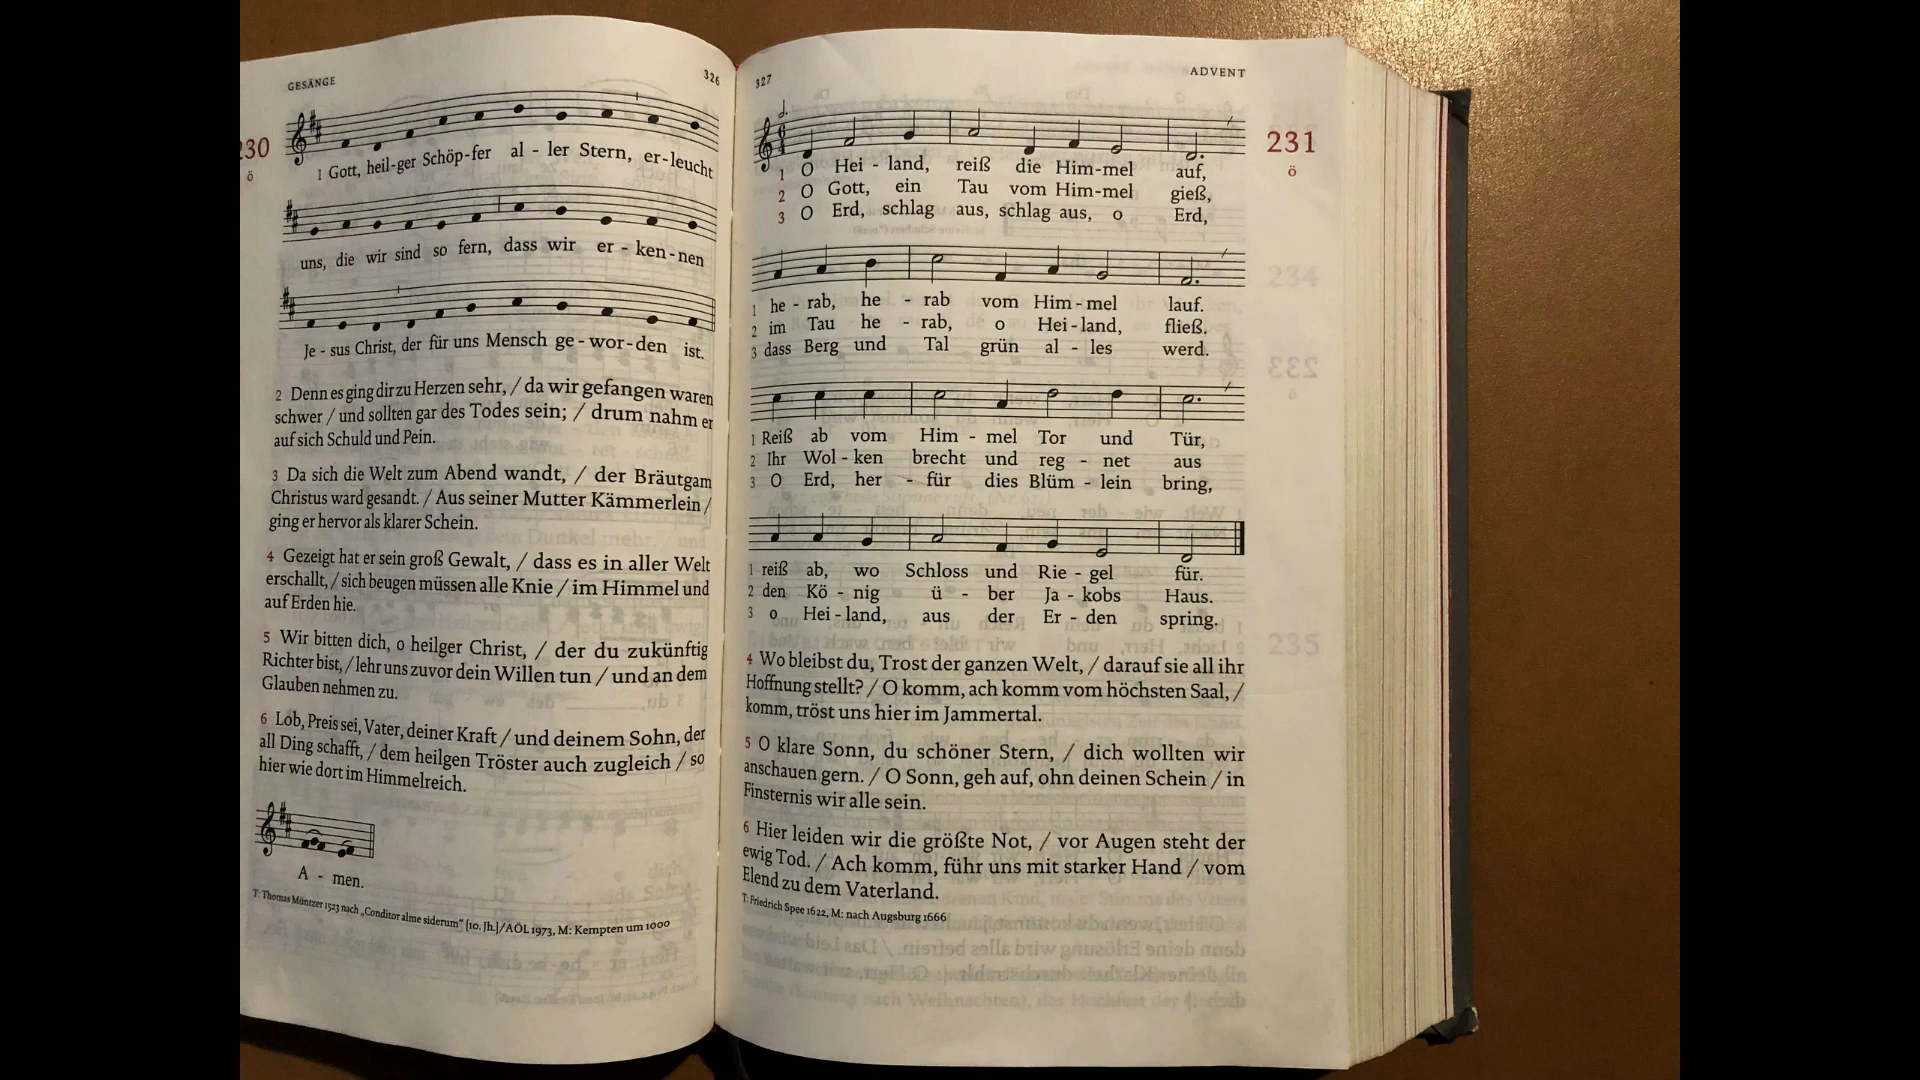 GESÄNGE 326
230
ö
1 Gott, heil-ger Schöp-fer al - ler Stern, er-leucht
uns, die wir sind so fern, dass wir er - ken-nen
Je - sus Christ, der für uns Mensch ge - wor-den ist.
2 Denn es ging dir zu Herzen sehr, / da wir gefangen waren
schwer / und sollten gar des Todes sein; / drum nahm er
auf sich Schuld und Pein.
3 Da sich die Welt zum Abend wandt, / der Bräutgam
Christus ward gesandt. / Aus seiner Mutter Kämmerlein /
ging er hervor als klarer Schein.
4 Gezeigt hat er sein groß Gewalt, / dass es in aller Welt
erschallt, / sich beugen müssen alle Knie / im Himmel und
auf Erden hie.
5 Wir bitten dich, o heilger Christ, / der du zukünftig
Richter bist, / lehr uns zuvor dein Willen tun / und an dem
Glauben nehmen zu.
6 Lob, Preis sei, Vater, deiner Kraft / und deinem Sohn, der
all Ding schafft, / dem heilgen Tröster auch zugleich / so
hier wie dort im Himmelreich.
A - men.
T: Thomas Müntzer 1523 nach „Conditor alme siderum“ [10. Jh.]/AÖL 1973, M: Kempten um 1000
327 ADVENT
231
ö
1 O Hei - land, reiß die Him-mel auf,
2 O Gott, ein Tau vom Him-mel gieß,
3 O Erd, schlag aus, schlag aus, o Erd,
1 he - rab, he - rab vom Him - mel lauf.
2 im Tau he - rab, o Hei - land, fließ.
3 dass Berg und Tal grün al - les werd.
1 Reiß ab vom Him - mel Tor und Tür,
2 Ihr Wol - ken brecht und reg - net aus
3 O Erd, her - für dies Blüm - lein bring,
1 reiß ab, wo Schloss und Rie - gel für.
2 den Kö - nig ü - ber Ja - kobs Haus.
3 o Hei - land, aus der Er - den spring.
4 Wo bleibst du, Trost der ganzen Welt, / darauf sie all ihr
Hoffnung stellt? / O komm, ach komm vom höchsten Saal, /
komm, tröst uns hier im Jammertal.
5 O klare Sonn, du schöner Stern, / dich wollten wir
anschauen gern. / O Sonn, geh auf, ohn deinen Schein / in
Finsternis wir alle sein.
6 Hier leiden wir die größte Not, / vor Augen steht der
ewig Tod. / Ach komm, führ uns mit starker Hand / vom
Elend zu dem Vaterland.
T: Friedrich Spee 1622, M: nach Augsburg 1666